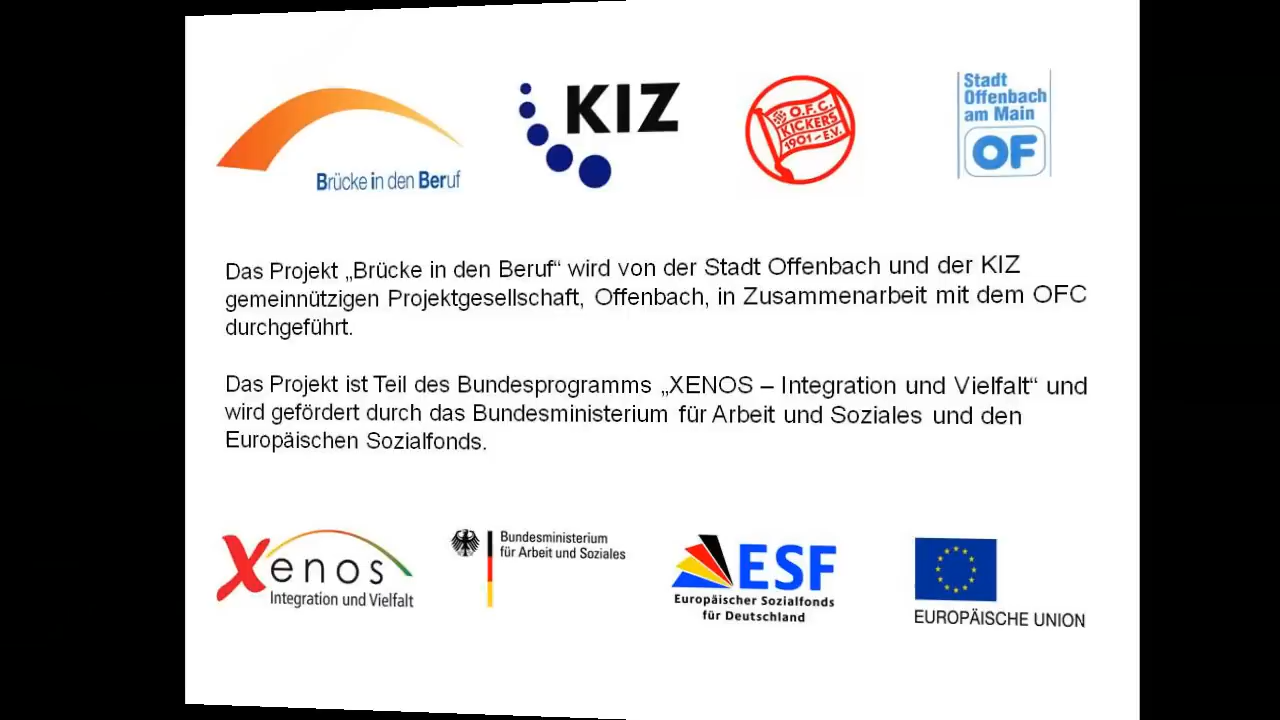 Brücke in den Beruf
KIZ
O.F.C.
KICKERS
1901 - E.V.
Stadt
Offenbach
am Main
OF
Das Projekt „Brücke in den Beruf“ wird von der Stadt Offenbach und der KIZ
gemeinnützigen Projektgesellschaft, Offenbach, in Zusammenarbeit mit dem OFC
durchgeführt.
Das Projekt ist Teil des Bundesprogramms „XENOS – Integration und Vielfalt“ und
wird gefördert durch das Bundesministerium für Arbeit und Soziales und den
Europäischen Sozialfonds.
Xenos
Integration und Vielfalt
Bundesministerium
für Arbeit und Soziales
ESF
Europäischer Sozialfonds
für Deutschland
EUROPÄISCHE UNION